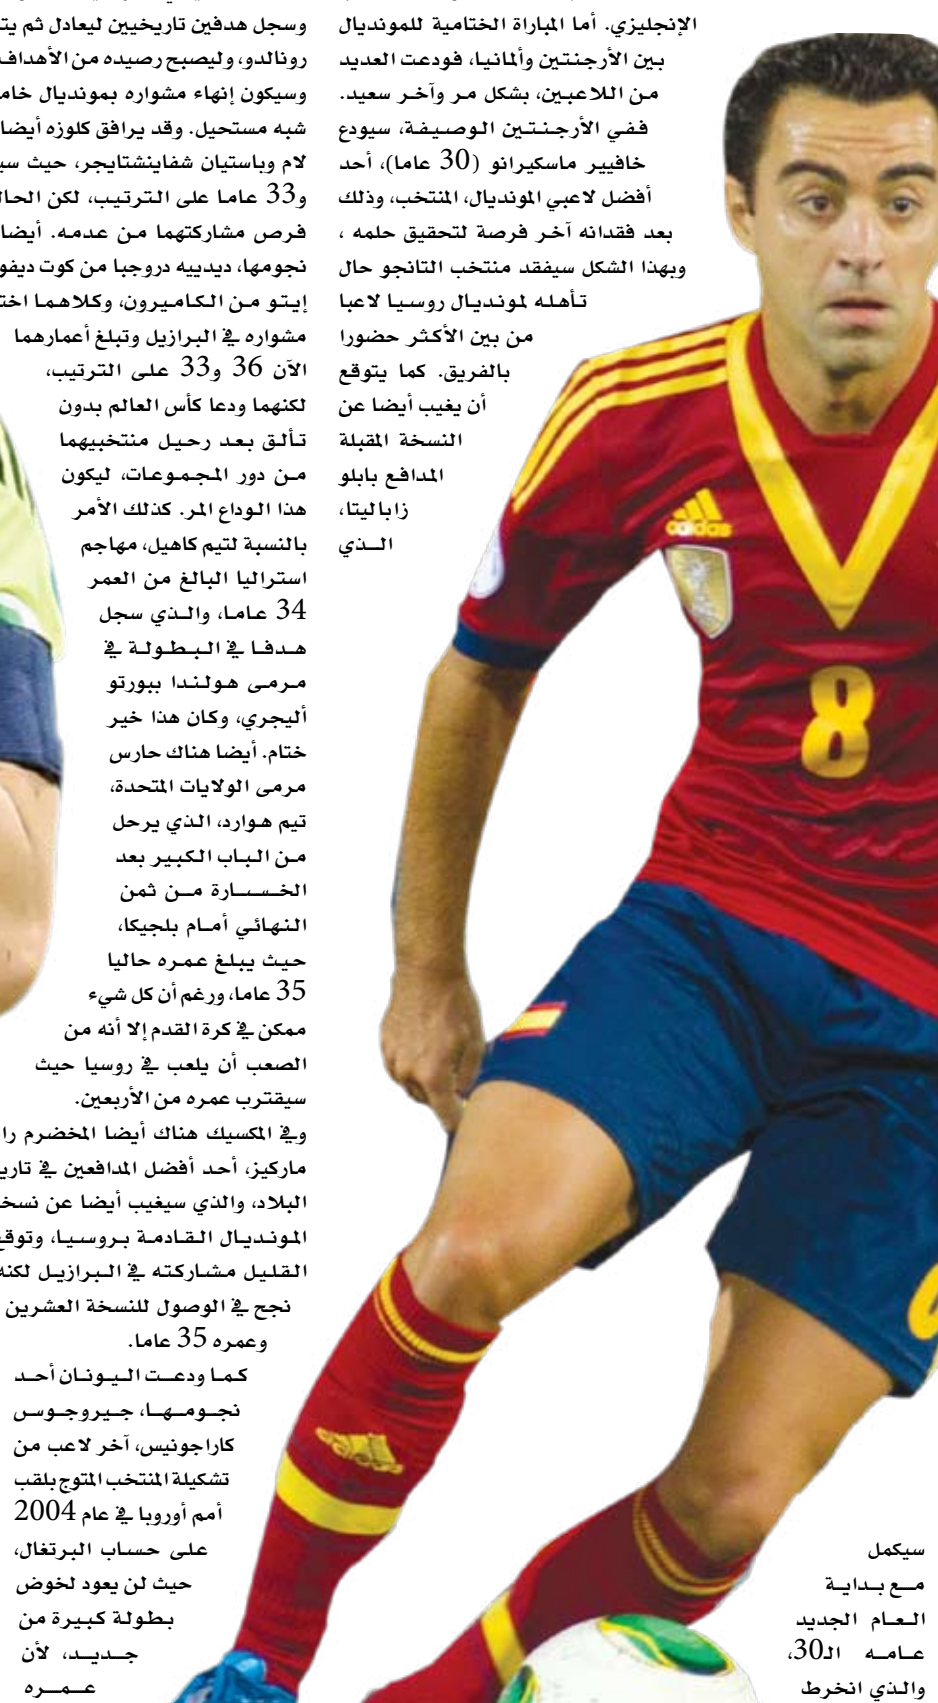 الإنجليزي. أما المباراة الختامية للمونديال
بين الأرجنتين وألمانيا، فودعت العديد
من اللاعبين، بشكل مر وآخر سعيد.
ففي الأرجنتين الوصيفة، سيودع
خافيير ماسكيرانو (30 عاما)، أحد
أفضل لاعبي المونديال، المنتخب، وذلك
بعد فقدانه آخر فرصة لتحقيق حلمه ،
وبهذا الشكل سيفقد منتخب التانجو حال
تأهله لمونديال روسيا لاعبا
من بين الأكثر حضورا
بالفريق. كما يتوقع
أن يغيب أيضا عن
النسخة المقبلة
المدافع بابلو
زاباليتا،
الذي
سيكمل
مع بداية
العام الجديد
عامه الـ30،
والذي انخرط
وسجل هدفين تاريخيين ليعادل ثم
رونالدو، وليصبح رصيده من الأهداف
وسيكون إنهاء مشواره بمونديال
شبه مستحيل. وقد يرافق كلوزه أيضا
لام وباستيان شفاينشتايجر، حيث
و33 عاما على الترتيب، لكن
فرص مشاركتهما من عدمه. أيضا
نجومها، ديدييه دروجبا من كوت
إيتو من الكاميرون، وكلاهما
مشواره في البرازيل وتبلغ أعمارهما
الآن 36 و33 على الترتيب،
لكنهما ودعا كأس العالم بدون
تألق بعد رحيل منتخبيهما
من دور المجموعات، ليكون
هذا الوداع المر. كذلك الأمر
بالنسبة لتيم كاهيل، مهاجم
استراليا البالغ من العمر
34 عاما، والذي سجل
هدفا في البطولة في
مرمى هولندا ببورتو
أليجري، وكان هذا خير
ختام. أيضا هناك حارس
مرمى الولايات المتحدة،
تيم هوارد، الذي يرحل
من الباب الكبير بعد
الخسارة من ثمن
النهائي أمام بلجيكا،
حيث يبلغ عمره حاليا
35 عاما، ورغم أن كل شيء
ممكن في كرة القدم إلا أنه من
الصعب أن يلعب في روسيا حيث
سيقترب عمره من الأربعين.
وفي المكسيك هناك أيضا المخضرم
ماركيز، أحد أفضل المدافعين في
البلاد، والذي سيغيب أيضا عن
المونديال القادمة بروسيا،
القليل مشاركته في البرازيل لكنه
نجح في الوصول للنسخة العشرين
وعمره 35 عاما.
كما ودعت اليونان أحد
نجومها، جيروجوس
كاراجونيس، آخر لاعب من
تشكيلة المنتخب المتوج بلقب
أمم أوروبا في عام 2004
على حساب البرتغال،
حيث لن يعود لخوض
بطولة كبيرة من
جديد، لأن
عمره
adidas
8